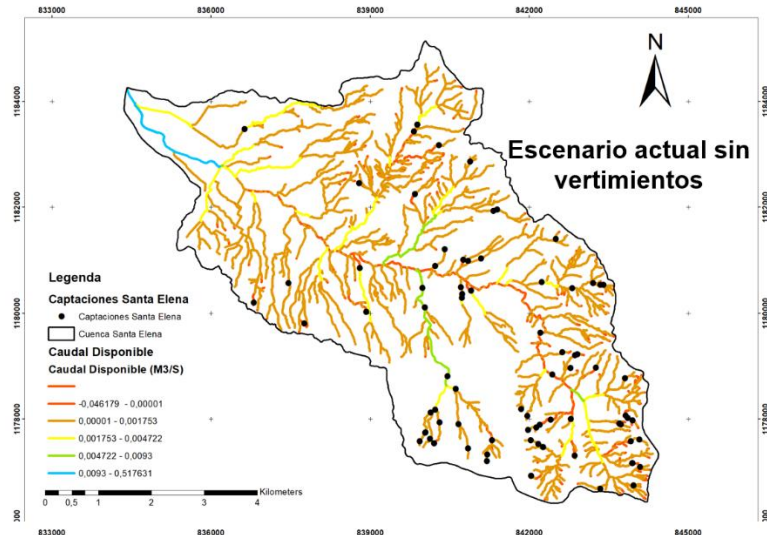 833000 836000 839000 842000 845000
N
1184000 1184000
Escenario actual sin
vertimientos
1182000 1182000
Legenda
Captaciones Santa Elena
Captaciones Santa Elena
Cuenca Santa Elena
1180000 1180000
Caudal Disponible
Caudal Disponible (M3/S)
-0,046179 - 0,00001
0,00001 - 0,001753
0,001753 - 0,004722
0,004722 - 0,0093
0,0093 - 0,517631
1178000 1178000
Kilometers
0 0,5 1 2 3 4
000 000
833000 836000 839000 842000 845000